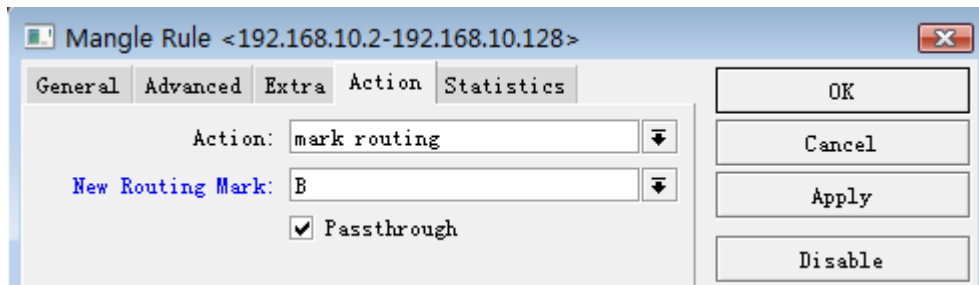 Mangle Rule <192.168.10.2-192.168.10.128>
General Advanced Extra Action Statistics
OK
Action: mark routing
Cancel
New Routing Mark: B
Apply
Passthrough
Disable